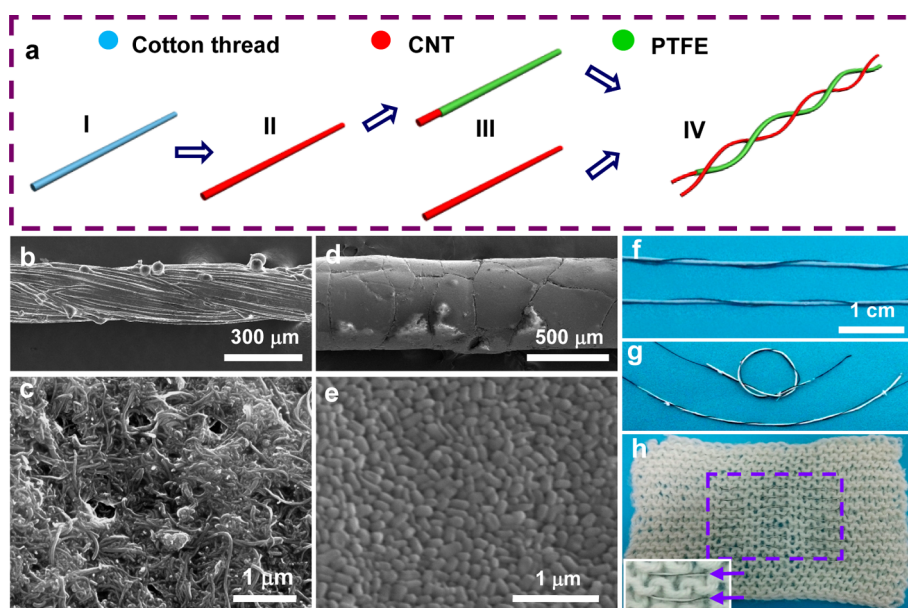 a
Cotton thread
CNT
PTFE
I
II
III
IV
b
300 μm
d
500 μm
f
1 cm
g
c
1 μm
e
1 μm
h